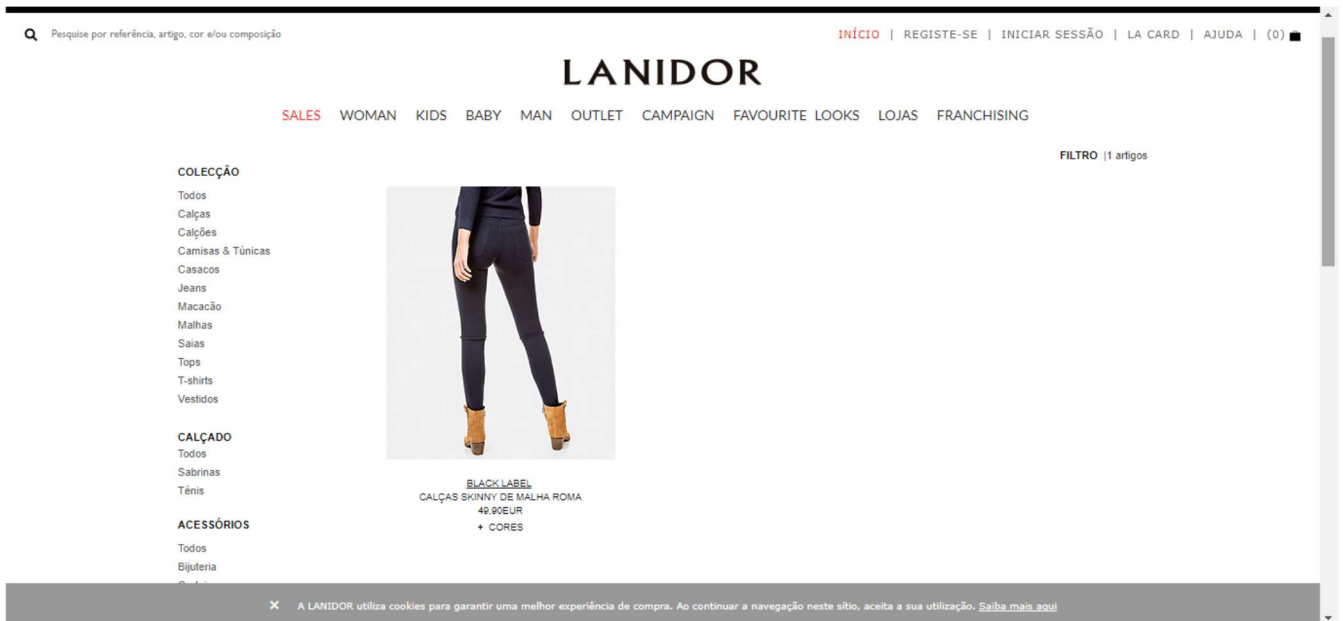 Pesquise por referência, artigo, cor e/ou composição
INÍCIO | REGISTE-SE | INICIAR SESSÃO | LA CARD | AJUDA | (0)
LANIDOR
SALES WOMAN KIDS BABY MAN OUTLET CAMPAIGN FAVOURITE LOOKS LOJAS FRANCHISING
FILTRO |1 artigos
COLECÇÃO
Todos
Calças
Calções
Camisas & Túnicas
Casacos
Jeans
Macacão
Malhas
Saias
Tops
T-shirts
Vestidos
CALÇADO
Todos
Sabrinas
Ténis
ACESSÓRIOS
Todos
Bijuteria
BLACK LABEL
CALÇAS SKINNY DE MALHA ROMA
49,90EUR
+ CORES
× A LANIDOR utiliza cookies para garantir uma melhor experiência de compra. Ao continuar a navegação neste sítio, aceita a sua utilização. Saiba mais aqui